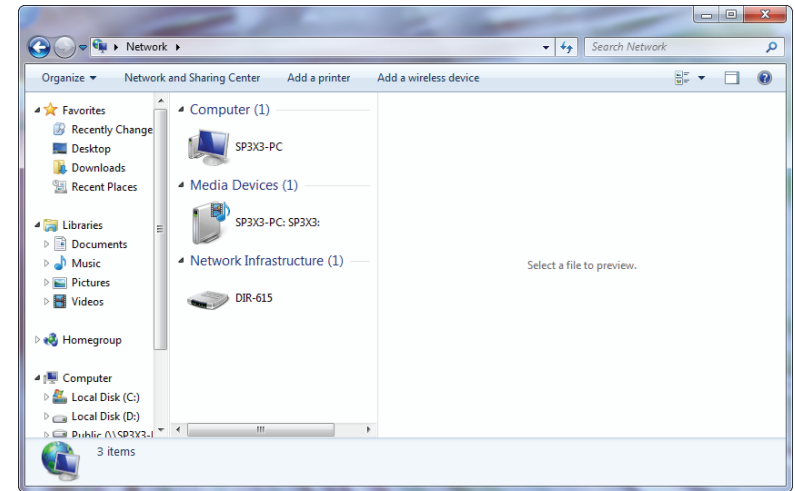 Network
Search Network
Organize
Network and Sharing Center
Add a printer
Add a wireless device
Favorites
Recently Change
Desktop
Downloads
Recent Places
Libraries
Documents
Music
Pictures
Videos
Homegroup
Computer
Local Disk (C:)
Local Disk (D:)
Public (\\SP3X3-
Computer (1)
SP3X3-PC
Media Devices (1)
SP3X3-PC: SP3X3:
Network Infrastructure (1)
DIR-615
Select a file to preview.
3 items